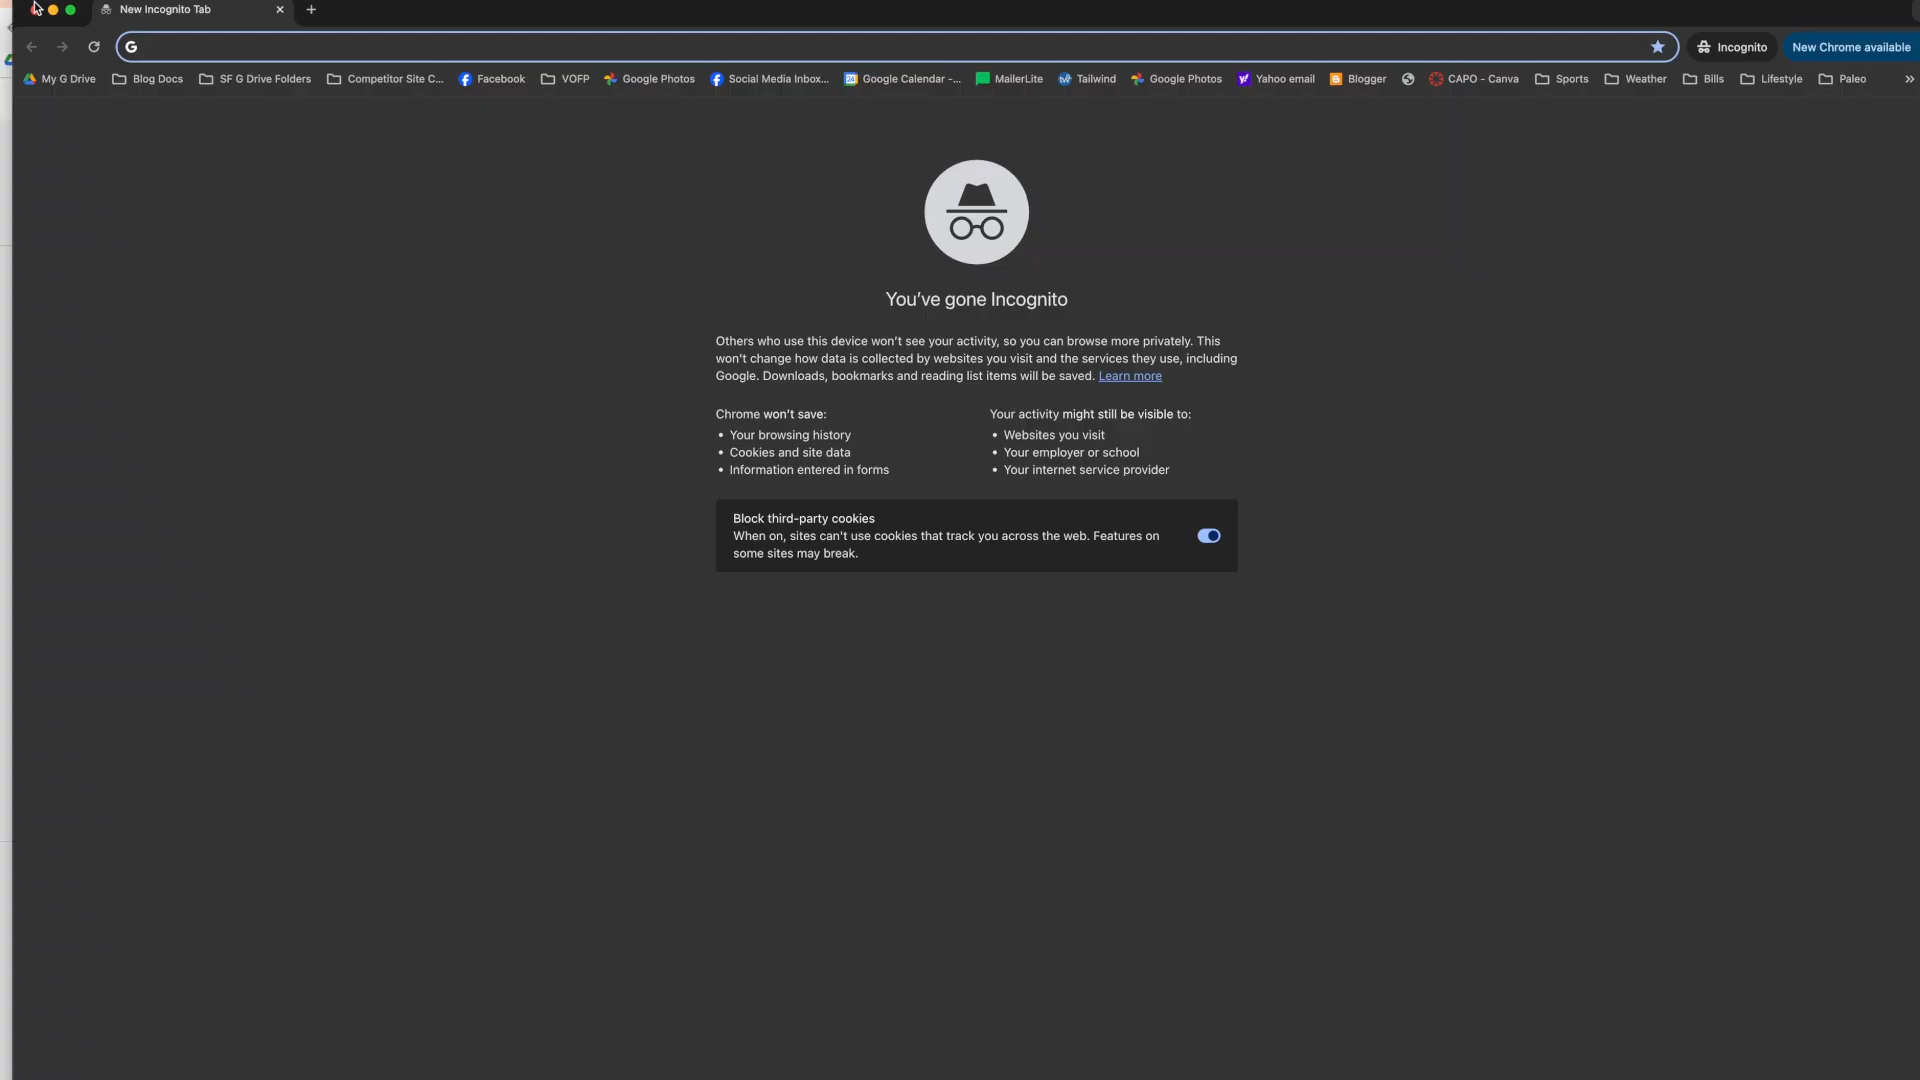 New Incognito Tab
Incognito
New Chrome available
My G Drive Blog Docs SF G Drive Folders Competitor Site C... Facebook VOFP Google Photos Social Media Inbox... Google Calendar -... MailerLite Tailwind Google Photos Yahoo email Blogger CAPO - Canva Sports Weather Bills Lifestyle Paleo
You've gone Incognito
Others who use this device won't see your activity, so you can browse more privately. This
won't change how data is collected by websites you visit and the services they use, including
Google. Downloads, bookmarks and reading list items will be saved. Learn more
Chrome won't save:
• Your browsing history
• Cookies and site data
• Information entered in forms
Your activity might still be visible to:
• Websites you visit
• Your employer or school
• Your internet service provider
Block third-party cookies
When on, sites can't use cookies that track you across the web. Features on
some sites may break.